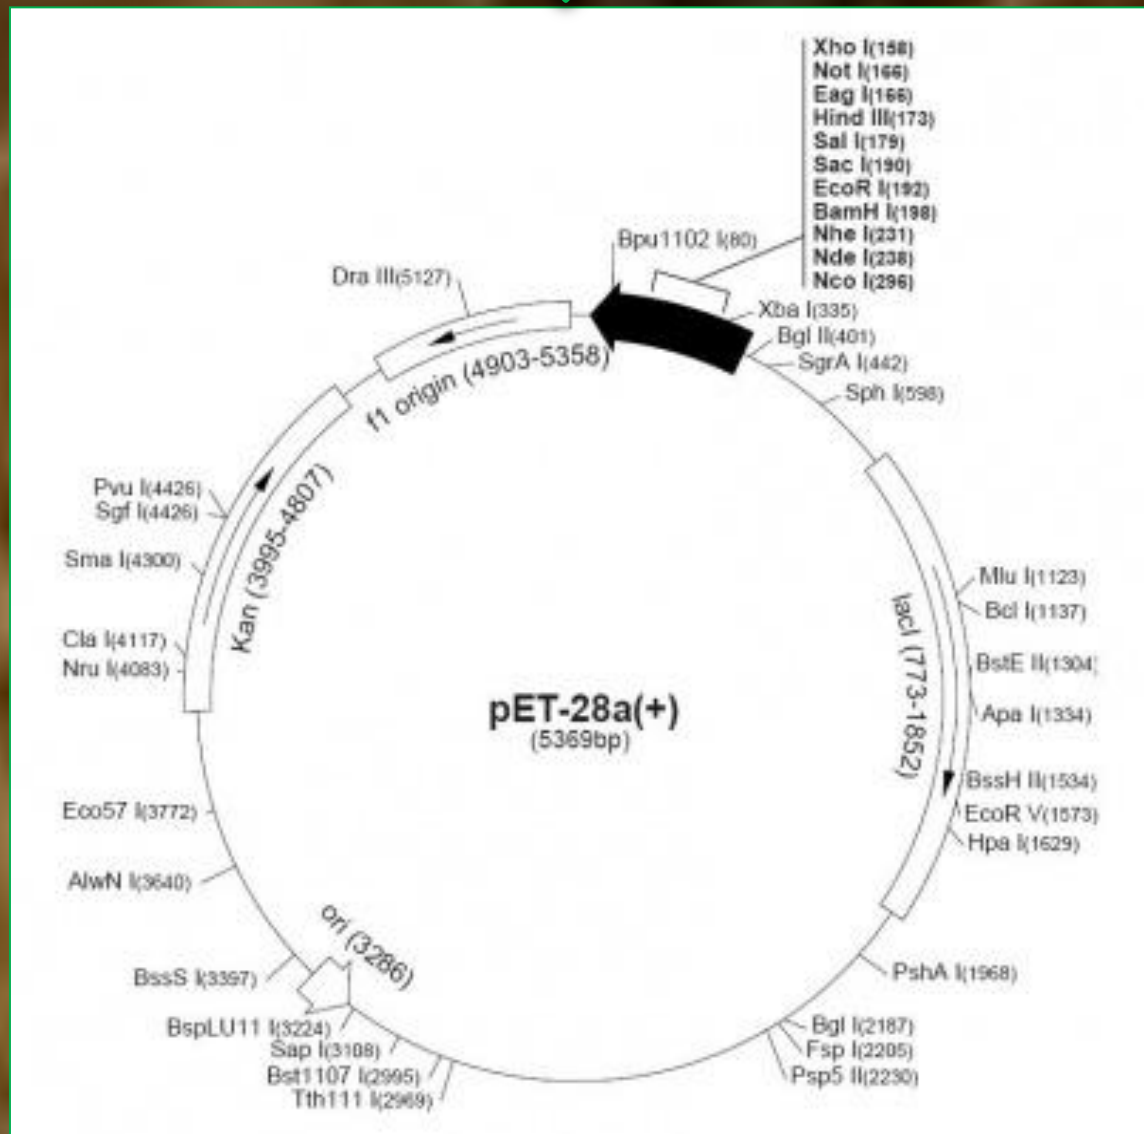 Xho I(158)
Not I(166)
Eag I(166)
Hind III(173)
Sal I(179)
Sac I(190)
EcoR I(192)
BamH I(198)
Nhe I(231)
Nde I(238)
Nco I(296)
Bpu1102 I(80)
Dra III(5127)
Xba I(335)
Bgl II(401)
SgrA I(442)
Sph I(598)
f1 origin (4903-5358)
Pvu I(4426)
Sgf I(4426)
Sma I(4300)
Kan (3995-4807)
Cla I(4117)
Nru I(4083)
Mlu I(1123)
Bcl I(1137)
lacI (773-1852)
BstE II(1304)
Apa I(1334)
BssH II(1534)
EcoR V(1573)
Hpa I(1629)
pET-28a(+)
(5369bp)
Eco57 I(3772)
AlwN I(3640)
ori (3286)
BssS I(3397)
BspLU11 I(3224)
Sap I(3108)
Bst1107 I(2995)
Tth111 I(2969)
PshA I(1968)
Bgl I(2187)
Fsp I(2205)
Psp5 II(2230)